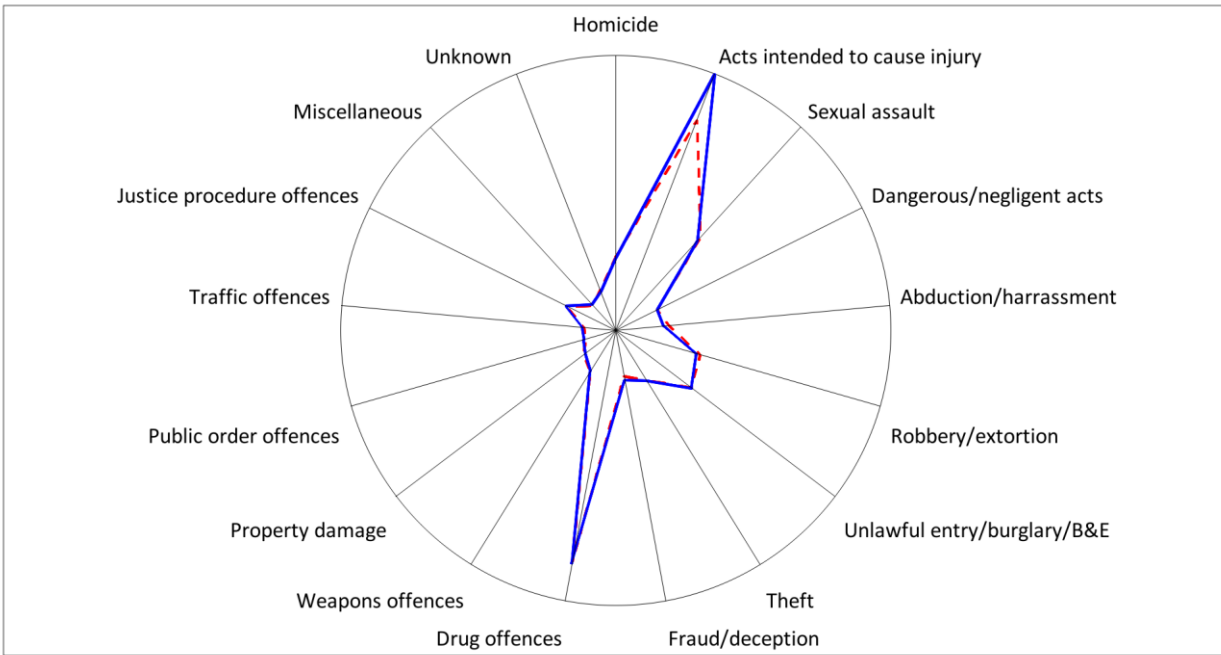 Homicide
Acts intended to cause injury
Sexual assault
Dangerous/negligent acts
Abduction/harrassment
Robbery/extortion
Unlawful entry/burglary/B&E
Theft
Fraud/deception
Drug offences
Weapons offences
Property damage
Public order offences
Traffic offences
Justice procedure offences
Miscellaneous
Unknown